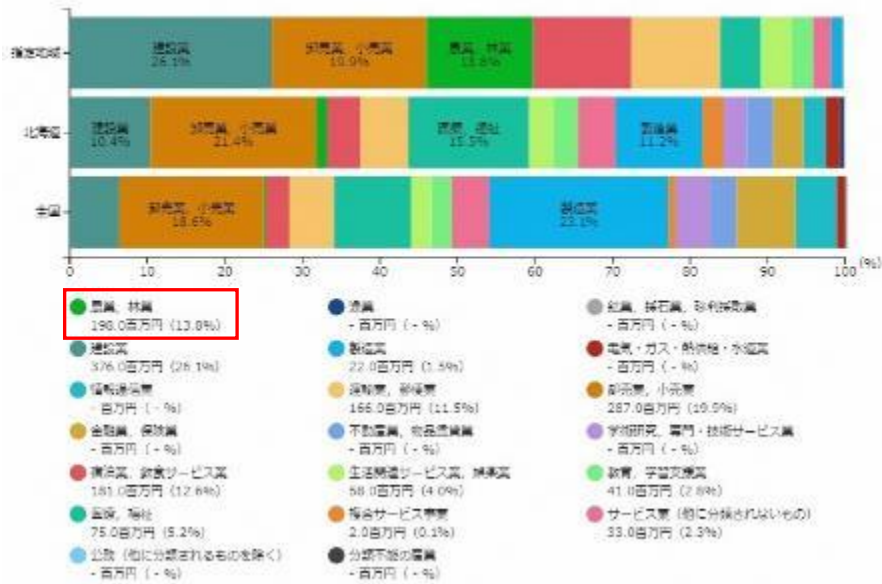 指定地域
建設業
26.1%
卸売業, 小売業
19.9%
農業, 林業
13.8%
北海道
建設業
10.4%
卸売業, 小売業
21.4%
医療, 福祉
15.5%
製造業
11.2%
全国
卸売業, 小売業
18.6%
製造業
23.1%
0 10 20 30 40 50 60 70 80 90 100 (%)
農業, 林業
198.0百万円 (13.8%)
漁業
- 百万円 ( - %)
鉱業, 採石業, 砂利採取業
- 百万円 ( - %)
建設業
376.0百万円 (26.1%)
製造業
22.0百万円 (1.5%)
電気・ガス・熱供給・水道業
- 百万円 ( - %)
情報通信業
- 百万円 ( - %)
運輸業, 郵便業
166.0百万円 (11.5%)
卸売業, 小売業
287.0百万円 (19.9%)
金融業, 保険業
- 百万円 ( - %)
不動産業, 物品賃貸業
- 百万円 ( - %)
学術研究, 専門・技術サービス業
- 百万円 ( - %)
宿泊業, 飲食サービス業
181.0百万円 (12.6%)
生活関連サービス業, 娯楽業
58.0百万円 (4.0%)
教育, 学習支援業
41.0百万円 (2.8%)
医療, 福祉
75.0百万円 (5.2%)
複合サービス事業
2.0百万円 (0.1%)
サービス業 (他に分類されないもの)
33.0百万円 (2.3%)
公務 (他に分類されるものを除く)
- 百万円 ( - %)
分類不能の産業
- 百万円 ( - %)